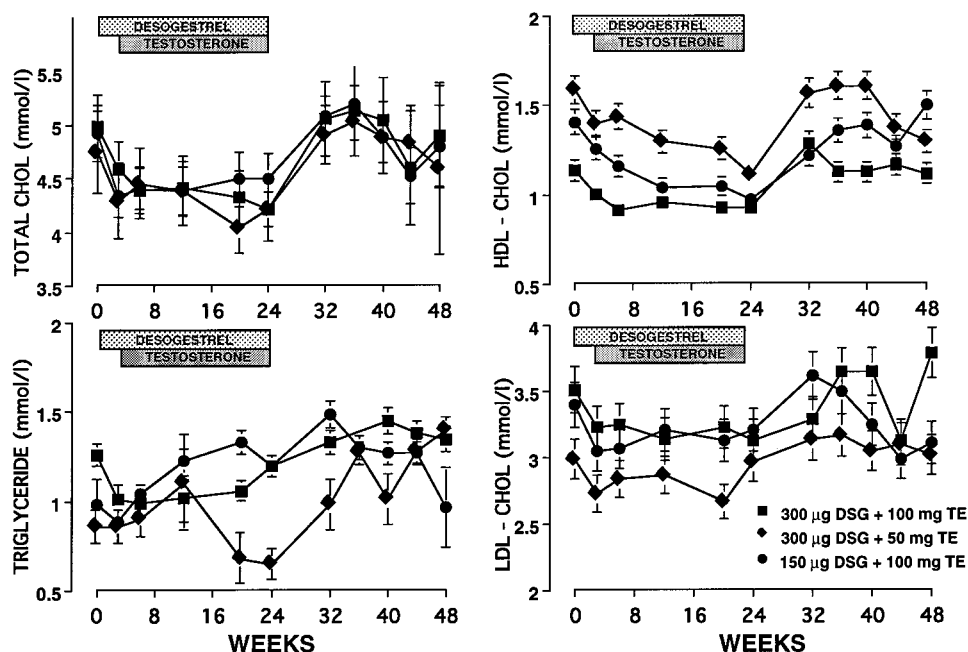 DESOGESTREL
TESTOSTERONE
TOTAL CHOL (mmol/l)
5.5
5
4.5
4
3.5
0 8 16 24 32 40 48
DESOGESTREL
TESTOSTERONE
HDL - CHOL (mmol/l)
2
1.5
1
0.5
0 8 16 24 32 40 48
DESOGESTREL
TESTOSTERONE
TRIGLYCERIDE (mmol/l)
2
1.5
1
0.5
0 8 16 24 32 40 48
WEEKS
DESOGESTREL
TESTOSTERONE
LDL - CHOL (mmol/l)
4
3.5
3
2.5
2
300 µg DSG + 100 mg TE
300 µg DSG + 50 mg TE
150 µg DSG + 100 mg TE
0 8 16 24 32 40 48
WEEKS